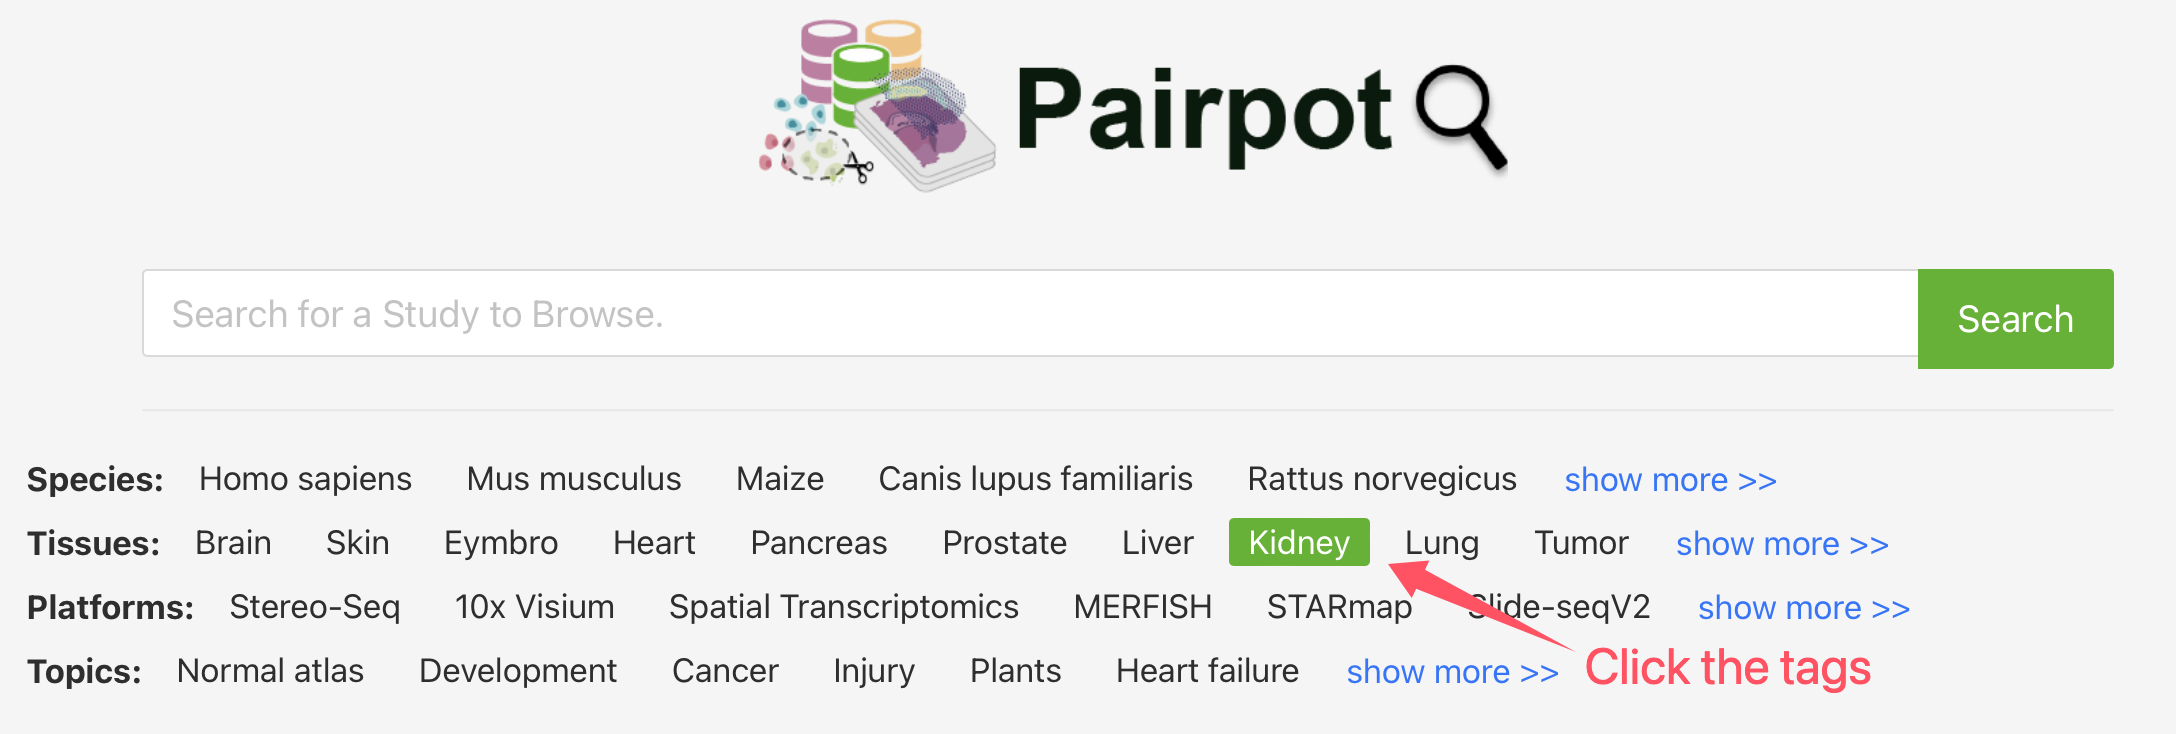 Pairpot
Search for a Study to Browse.
Search
Species: Homo sapiens Mus musculus Maize Canis lupus familiaris Rattus norvegicus show more >>
Tissues: Brain Skin Eymbro Heart Pancreas Prostate Liver Kidney Lung Tumor show more >>
Platforms: Stereo-Seq 10x Visium Spatial Transcriptomics MERFISH STARmap Slide-seqV2 show more >>
Topics: Normal atlas Development Cancer Injury Plants Heart failure show more >>
Click the tags